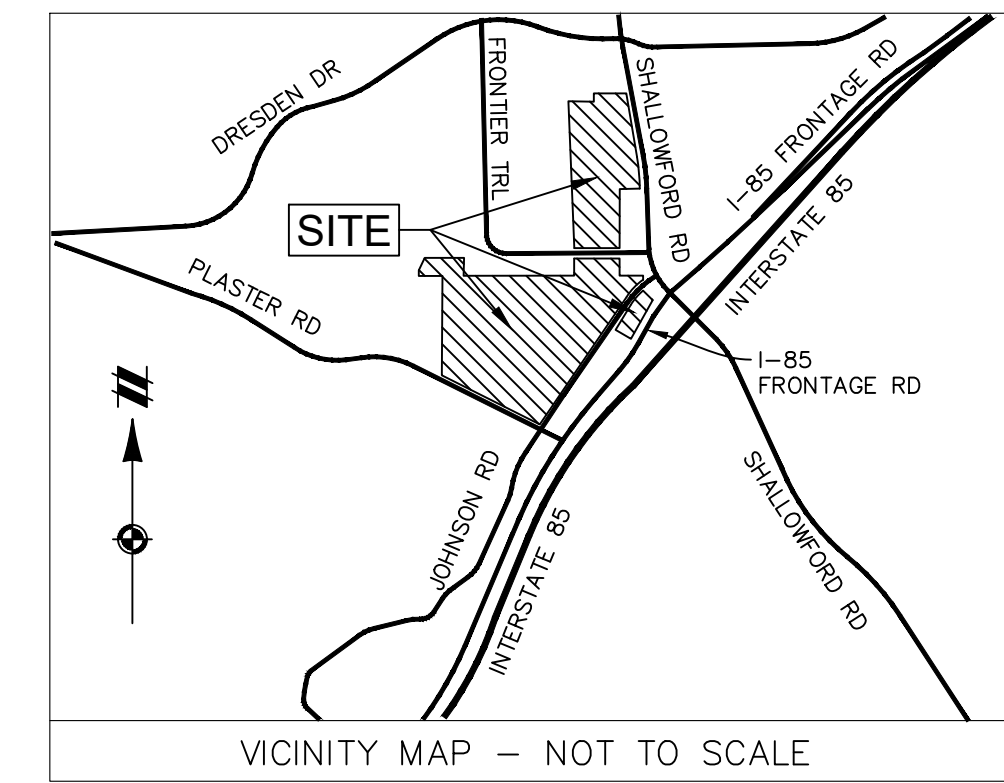 DRESDEN DR
FRONTIER TRL
SHALLOWFORD RD
I-85 FRONTAGE RD
INTERSTATE 85
SITE
PLASTER RD
I-85
FRONTAGE RD
N
JOHNSON RD
INTERSTATE 85
SHALLOWFORD RD
VICINITY MAP - NOT TO SCALE